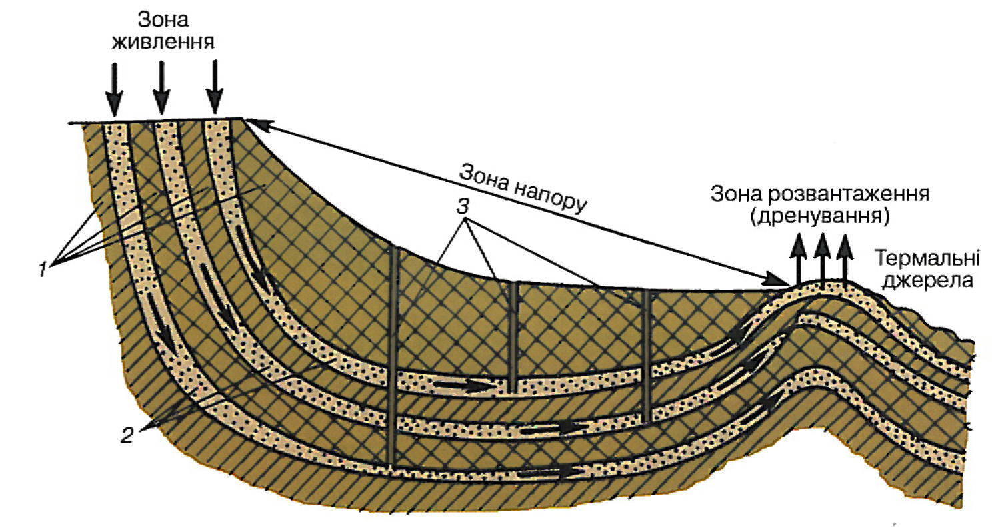 Зона
живлення
Зона напору
3
Зона розвантаження
(дренування)
Термальні
джерела
1
2